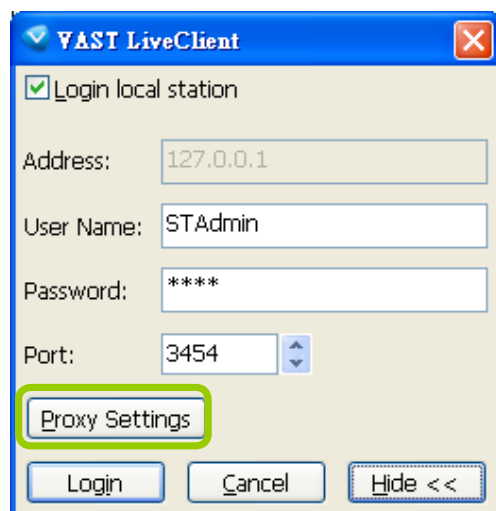 VAST LiveClient
Login local station
Address: 127.0.0.1
User Name: STAdmin
Password: ****
Port: 3454
Proxy Settings
Login Cancel Hide <<